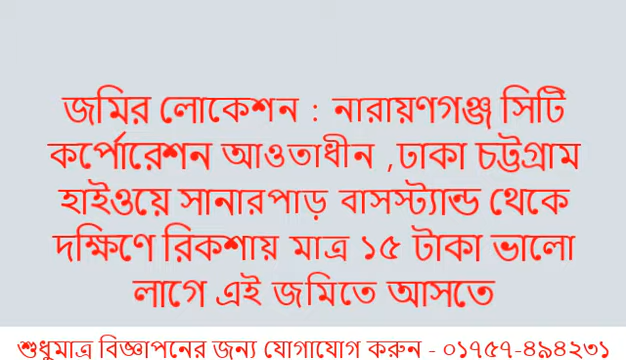 জমির লোকেশন : নারায়ণগঞ্জ সিটি
কর্পোরেশন আওতাধীন ,ঢাকা চট্টগ্রাম
হাইওয়ে সানারপাড় বাসস্ট্যান্ড থেকে
দক্ষিণে রিকশায় মাত্র ১৫ টাকা ভালো
লাগে এই জমিতে আসতে
শুধুমাত্র বিজ্ঞাপনের জন্য যোগাযোগ করুন - ০১৭৫৭-৪৯৪২৩১